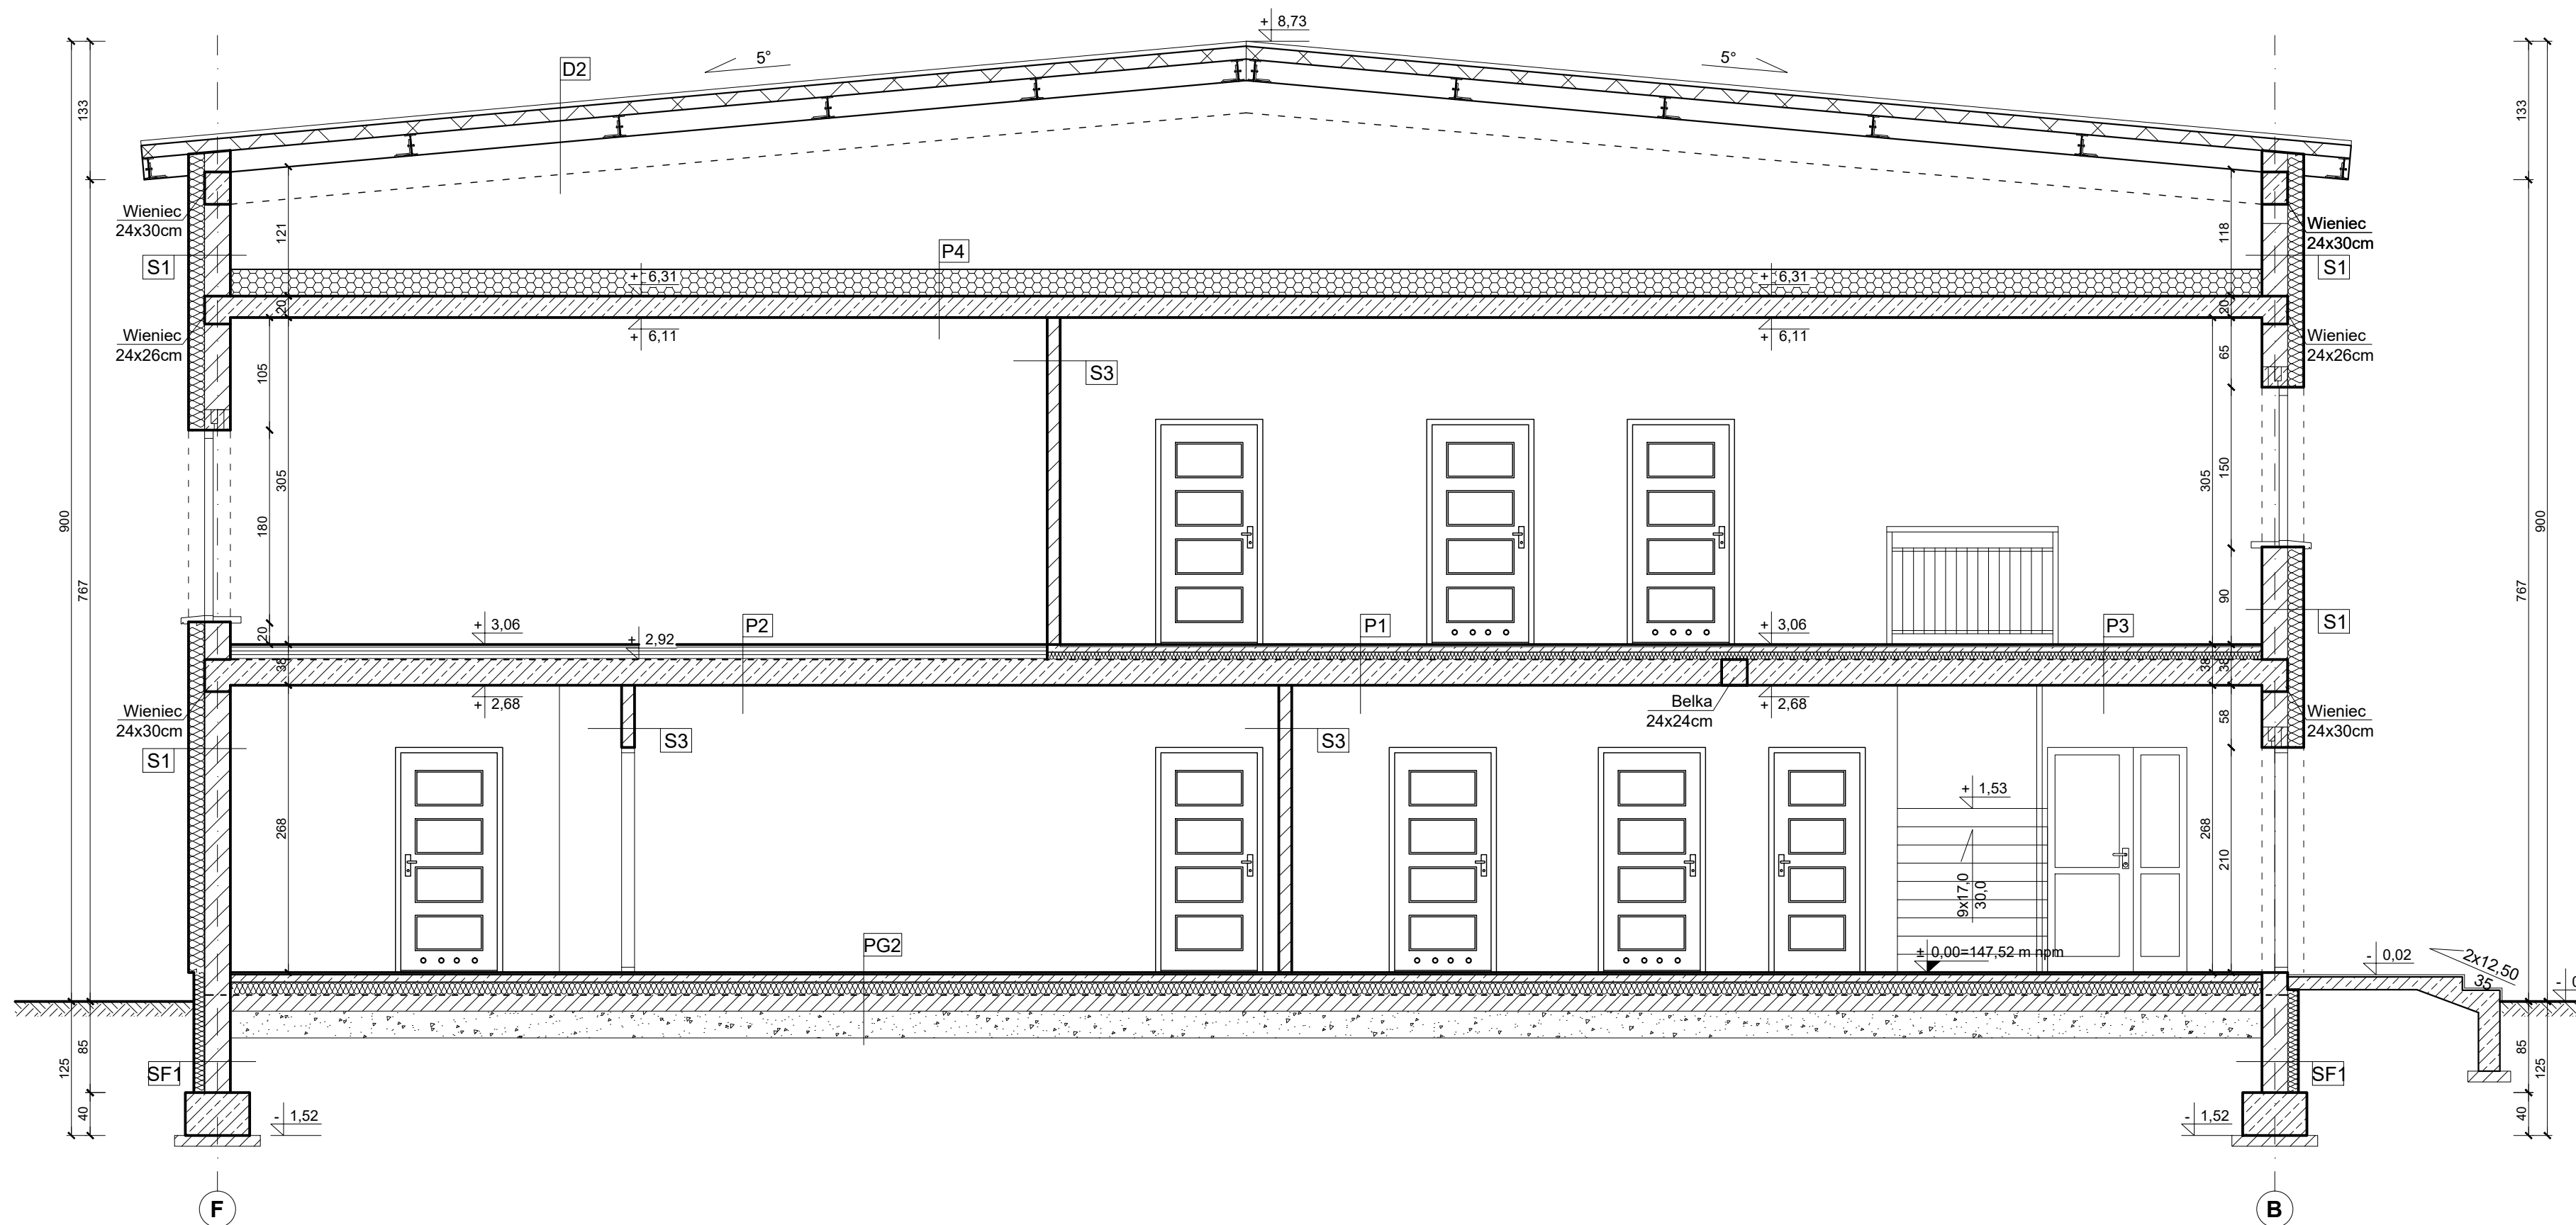 + 8,73
5°
5°
D2
133
133
Wieniec
24x30cm
Wieniec
24x30cm
121
118
P4
S1
S1
+ 6,31
+ 6,31
20
20
Wieniec
24x26cm
+ 6,11
+ 6,11
Wieniec
24x26cm
105
65
S3
305
305
150
180
900
767
767
900
90
20
+ 3,06
+ 2,92
P2
P1
+ 3,06
P3
S1
38
38
38
Wieniec
24x30cm
+ 2,68
Belka
24x24cm
+ 2,68
Wieniec
24x30cm
58
S3
S3
S1
268
268
210
+ 1,53
9x17,0
30,0
PG2
± 0,00=147,52 m npm
- 0,02
2x12,50
35
85
125
85
125
SF1
SF1
40
40
- 1,52
- 1,52
F
B